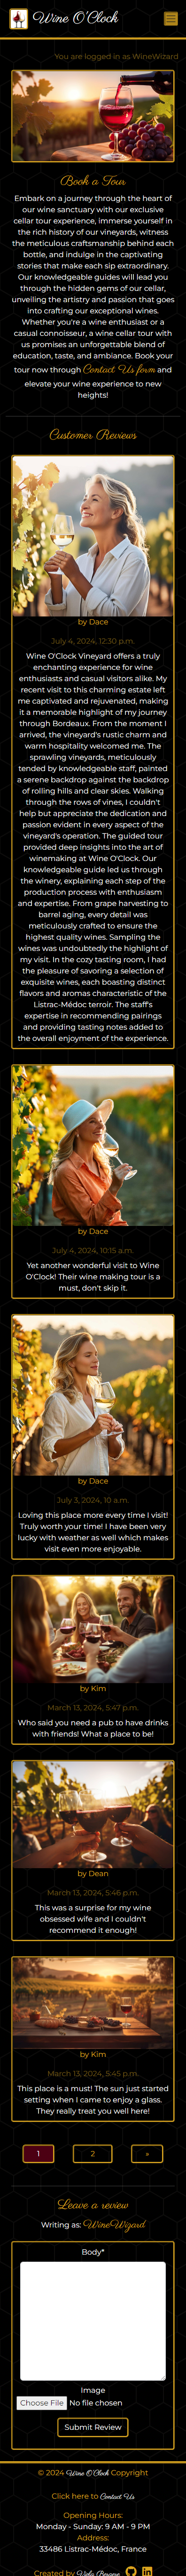 Wine O'Clock
You are logged in as WineWizard
Book a Tour
Embark on a journey through the heart of
our wine sanctuary with our exclusive
cellar tour experience, immerse yourself in
the rich history of our vineyards, witness
the meticulous craftsmanship behind each
bottle, and indulge in the captivating
stories that make each sip extraordinary.
Our knowledgeable guides will lead you
through the hidden gems of our cellar,
unveiling the artistry and passion that goes
into crafting our exceptional wines.
Whether you're a wine enthusiast or a
casual connoisseur, a wine cellar tour with
us promises an unforgettable blend of
education, taste, and ambiance. Book your
tour now through Contact Us form and
elevate your wine experience to new
heights!
Customer Reviews
by Dace
July 4, 2024, 12:30 p.m.
Wine O'Clock Vineyard offers a truly
enchanting experience for wine
enthusiasts and casual visitors alike. My
recent visit to this charming estate left
me captivated and rejuvenated, making
it a memorable highlight of my journey
through Bordeaux. From the moment I
arrived, the vineyard's rustic charm and
warm hospitality welcomed me. The
sprawling vineyards, meticulously
tended by knowledgeable staff, painted
a serene backdrop against the backdrop
of rolling hills and clear skies. Walking
through the rows of vines, I couldn't
help but appreciate the dedication and
passion evident in every aspect of the
vineyard's operation. The guided tour
provided deep insights into the art of
winemaking at Wine O'Clock. Our
knowledgeable guide led us through
the winery, explaining each step of the
production process with enthusiasm
and expertise. From grape harvesting to
barrel aging, every detail was
meticulously crafted to ensure the
highest quality wines. Sampling the
wines was undoubtedly the highlight of
my visit. In the cozy tasting room, I had
the pleasure of savoring a selection of
exquisite wines, each boasting distinct
flavors and aromas characteristic of the
Listrac-Médoc terroir. The staff's
expertise in recommending pairings
and providing tasting notes added to
the overall enjoyment of the experience.
by Dace
July 4, 2024, 10:15 a.m.
Yet another wonderful visit to Wine
O'Clock! Their wine making tour is a
must, don't skip it.
by Dace
July 3, 2024, 10 a.m.
Loving this place more every time I visit!
Truly worth your time! I have been very
lucky with weather as well which makes
visit even more enjoyable.
by Kim
March 13, 2024, 5:47 p.m.
Who said you need a pub to have drinks
with friends! What a place to be!
by Dean
March 13, 2024, 5:46 p.m.
This was a surprise for my wine
obsessed wife and I couldn't
recommend it enough!
by Kim
March 13, 2024, 5:45 p.m.
This place is a must! The sun just started
setting when I came to enjoy a glass.
They really treat you well here!
1 2 »
Leave a review
Writing as: WineWizard
Body*
Image
Choose File No file chosen
Submit Review
© 2024 Wine O'Clock Copyright
Click here to Contact Us
Opening Hours:
Monday - Sunday: 9 AM - 9 PM
Address:
33486 Listrac-Médoc, France
Created by